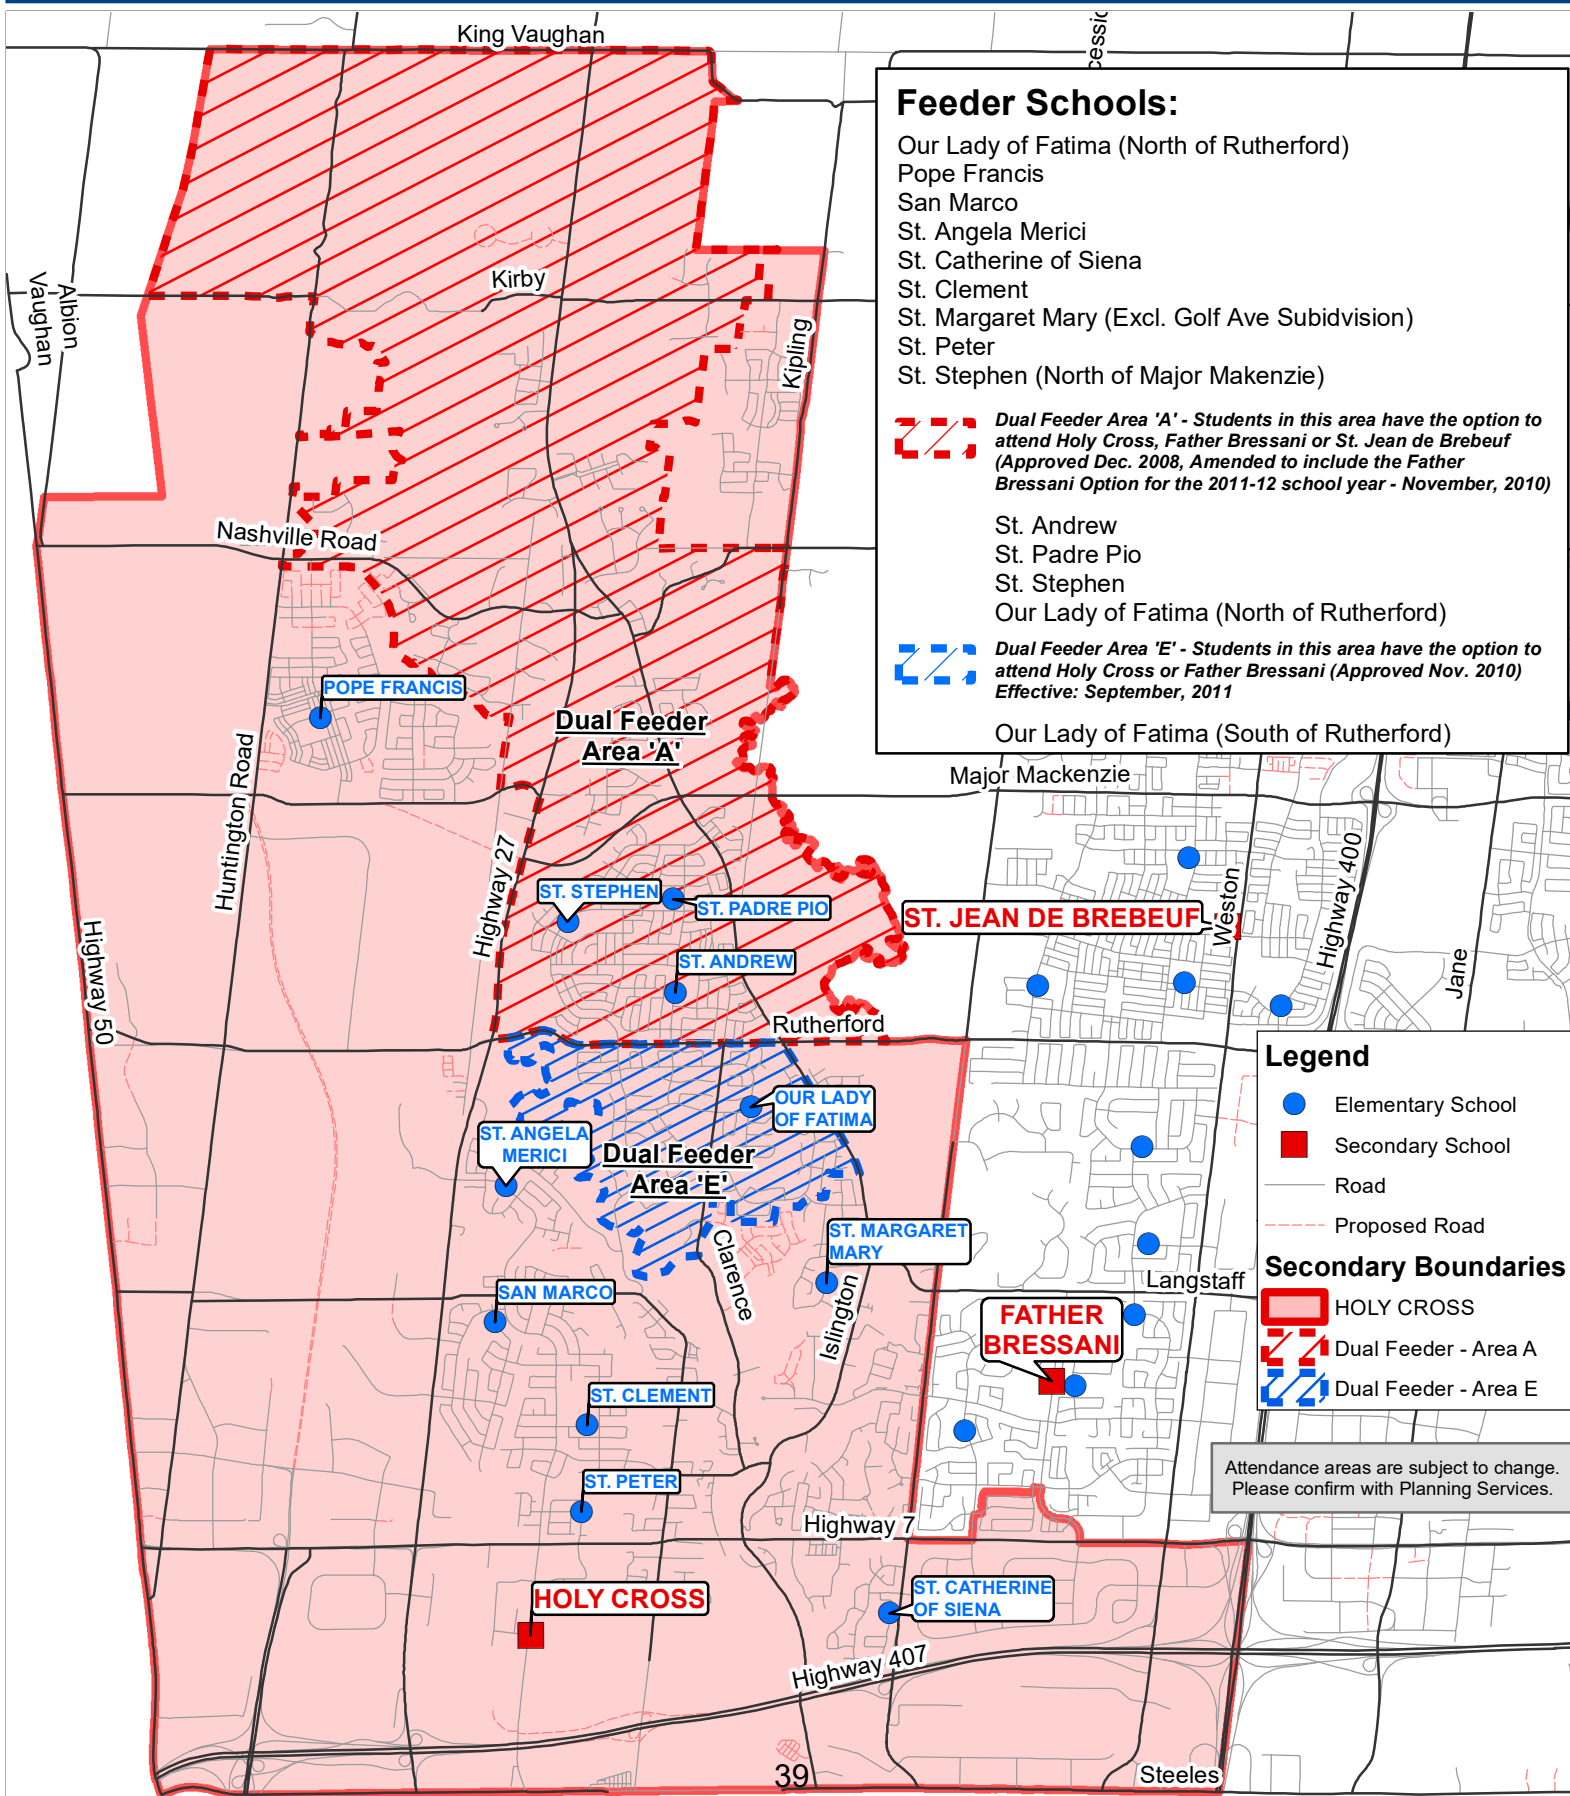 King Vaughan
cessic
Feeder Schools:
Our Lady of Fatima (North of Rutherford)
Pope Francis
San Marco
St. Angela Merici
St. Catherine of Siena
St. Clement
St. Margaret Mary (Excl. Golf Ave Subidvision)
St. Peter
St. Stephen (North of Major Makenzie)
Dual Feeder Area 'A' - Students in this area have the option to
attend Holy Cross, Father Bressani or St. Jean de Brebeuf
(Approved Dec. 2008, Amended to include the Father
Bressani Option for the 2011-12 school year - November, 2010)
St. Andrew
St. Padre Pio
St. Stephen
Our Lady of Fatima (North of Rutherford)
Dual Feeder Area 'E' - Students in this area have the option to
attend Holy Cross or Father Bressani (Approved Nov. 2010)
Effective: September, 2011
Our Lady of Fatima (South of Rutherford)
Kirby
Albion
Vaughan
Kipling
Nashville Road
POPE FRANCIS
Dual Feeder
Area 'A'
Major Mackenzie
Huntington Road
Highway 27
Highway 400
ST. STEPHEN
ST. PADRE PIO
ST. JEAN DE BREBEUF
Weston
Highway 50
ST. ANDREW
Jane
Rutherford
Legend
Elementary School
Secondary School
Road
Proposed Road
Secondary Boundaries
HOLY CROSS
Dual Feeder - Area A
Dual Feeder - Area E
OUR LADY
OF FATIMA
ST. ANGELA
MERICI
Dual Feeder
Area 'E'
ST. MARGARET
MARY
Clarence
Islington
Langstaff
SAN MARCO
FATHER
BRESSANI
ST. CLEMENT
ST. PETER
Attendance areas are subject to change.
Please confirm with Planning Services.
Highway 7
HOLY CROSS
ST. CATHERINE
OF SIENA
Highway 407
39
Steeles